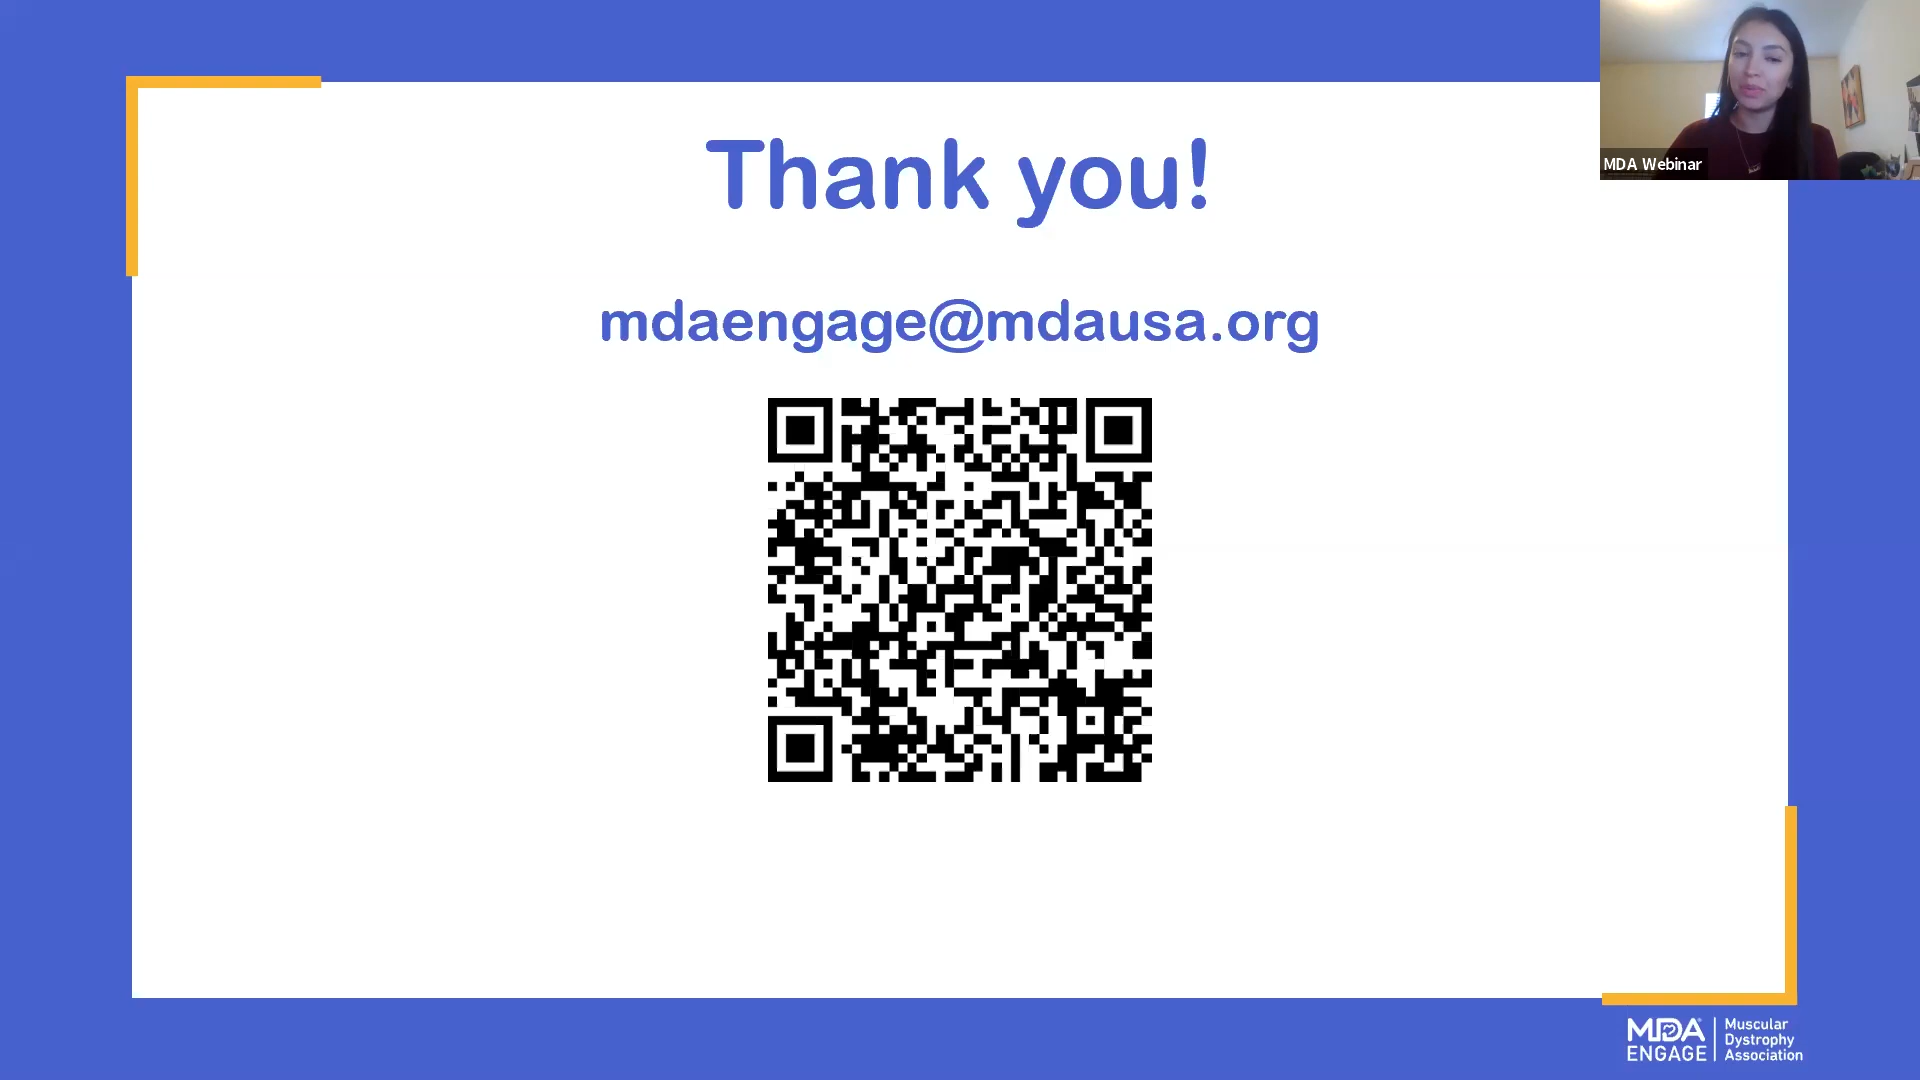 Thank you!
MDA Webinar
mdaengage@mdausa.org
MDA
ENGAGE
Muscular
Dystrophy
Association